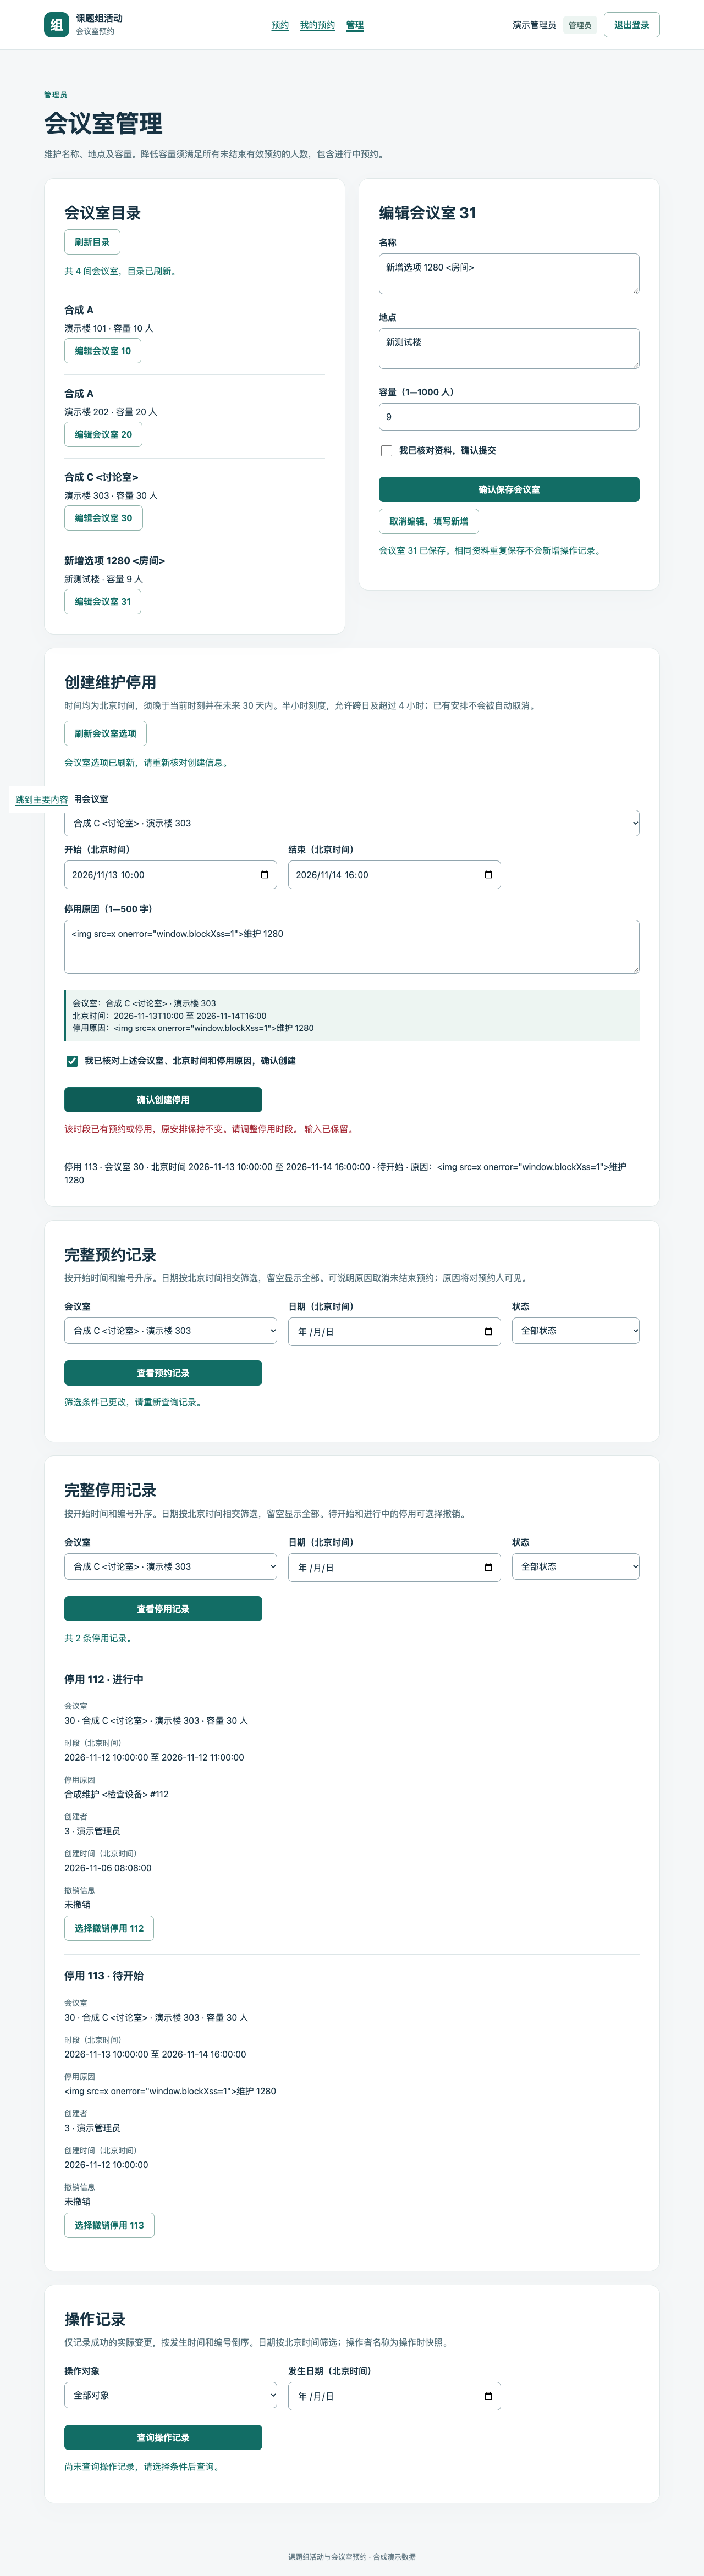 组
课题组活动
会议室预约
预约
我的预约
管理
演示管理员
管理员
退出登录
管理员
会议室管理
维护名称、地点及容量。降低容量须满足所有未结束有效预约的人数，包含进行中预约。
会议室目录
刷新目录
共 4 间会议室，目录已刷新。
合成 A
演示楼 101 · 容量 10 人
编辑会议室 10
合成 A
演示楼 202 · 容量 20 人
编辑会议室 20
合成 C <讨论室>
演示楼 303 · 容量 30 人
编辑会议室 30
新增选项 1280 <房间>
新测试楼 · 容量 9 人
编辑会议室 31
编辑会议室 31
名称
新增选项 1280 <房间>
地点
新测试楼
容量（1—1000 人）
9
我已核对资料，确认提交
确认保存会议室
取消编辑，填写新增
会议室 31 已保存。相同资料重复保存不会新增操作记录。
创建维护停用
时间均为北京时间，须晚于当前时刻并在未来 30 天内。半小时刻度，允许跨日及超过 4 小时；已有安排不会被自动取消。
刷新会议室选项
会议室选项已刷新，请重新核对创建信息。
跳到主要内容
用会议室
合成 C <讨论室> · 演示楼 303
开始（北京时间）
结束（北京时间）
2026/11/13 10:00
2026/11/14 16:00
停用原因（1—500 字）
<img src=x onerror="window.blockXss=1">维护 1280
会议室：合成 C <讨论室> · 演示楼 303
北京时间：2026-11-13T10:00 至 2026-11-14T16:00
停用原因：<img src=x onerror="window.blockXss=1">维护 1280
我已核对上述会议室、北京时间和停用原因，确认创建
确认创建停用
该时段已有预约或停用，原安排保持不变。请调整停用时段。 输入已保留。
停用 113 · 会议室 30 · 北京时间 2026-11-13 10:00:00 至 2026-11-14 16:00:00 · 待开始 · 原因：<img src=x onerror="window.blockXss=1">维护
1280
完整预约记录
按开始时间和编号升序。日期按北京时间相交筛选，留空显示全部。可说明原因取消未结束预约；原因将对预约人可见。
会议室
日期（北京时间）
状态
合成 C <讨论室> · 演示楼 303
年 /月/日
全部状态
查看预约记录
筛选条件已更改，请重新查询记录。
完整停用记录
按开始时间和编号升序。日期按北京时间相交筛选，留空显示全部。待开始和进行中的停用可选择撤销。
会议室
日期（北京时间）
状态
合成 C <讨论室> · 演示楼 303
年 /月/日
全部状态
查看停用记录
共 2 条停用记录。
停用 112 · 进行中
会议室
30 · 合成 C <讨论室> · 演示楼 303 · 容量 30 人
时段（北京时间）
2026-11-12 10:00:00 至 2026-11-12 11:00:00
停用原因
合成维护 <检查设备> #112
创建者
3 · 演示管理员
创建时间（北京时间）
2026-11-06 08:08:00
撤销信息
未撤销
选择撤销停用 112
停用 113 · 待开始
会议室
30 · 合成 C <讨论室> · 演示楼 303 · 容量 30 人
时段（北京时间）
2026-11-13 10:00:00 至 2026-11-14 16:00:00
停用原因
<img src=x onerror="window.blockXss=1">维护 1280
创建者
3 · 演示管理员
创建时间（北京时间）
2026-11-12 10:00:00
撤销信息
未撤销
选择撤销停用 113
操作记录
仅记录成功的实际变更，按发生时间和编号倒序。日期按北京时间筛选；操作者名称为操作时快照。
操作对象
发生日期（北京时间）
全部对象
年 /月/日
查询操作记录
尚未查询操作记录，请选择条件后查询。
课题组活动与会议室预约 · 合成演示数据